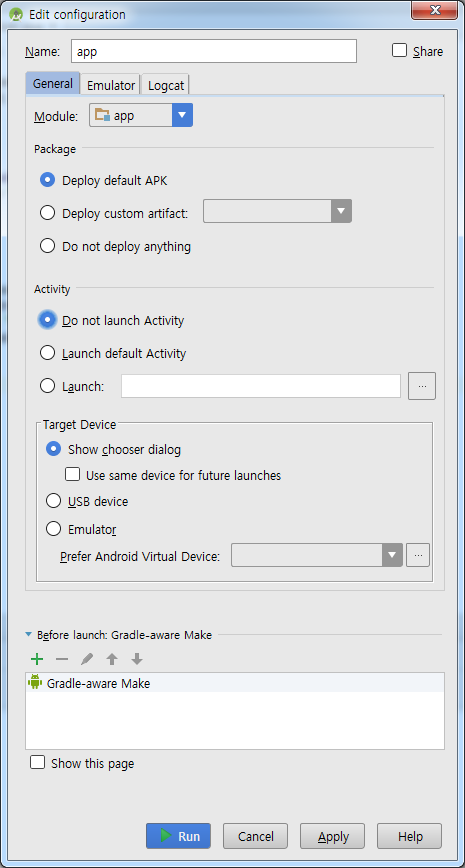 Edit configuration
Name: app Share
General Emulator Logcat
Module: app
Package
Deploy default APK
Deploy custom artifact:
Do not deploy anything
Activity
Do not launch Activity
Launch default Activity
Launch: ...
Target Device
Show chooser dialog
Use same device for future launches
USB device
Emulator
Prefer Android Virtual Device: ...
Before launch: Gradle-aware Make
Gradle-aware Make
Show this page
Run Cancel Apply Help